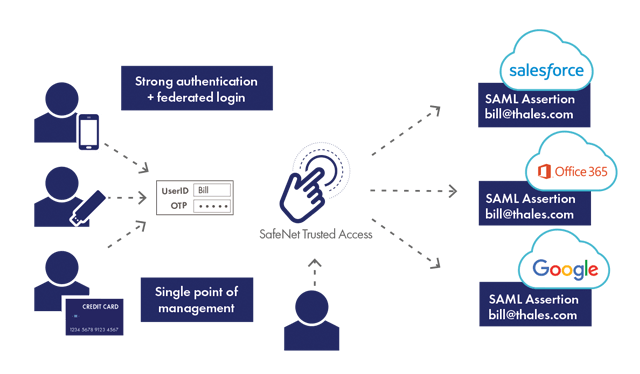 Strong authentication
+ federated login
UserID Bill
OTP
SafeNet Trusted Access
CREDIT CARD
1234 5678 9123 4567
Single point of
management
salesforce
SAML Assertion
bill@thales.com
Office 365
SAML Assertion
bill@thales.com
Google
SAML Assertion
bill@thales.com